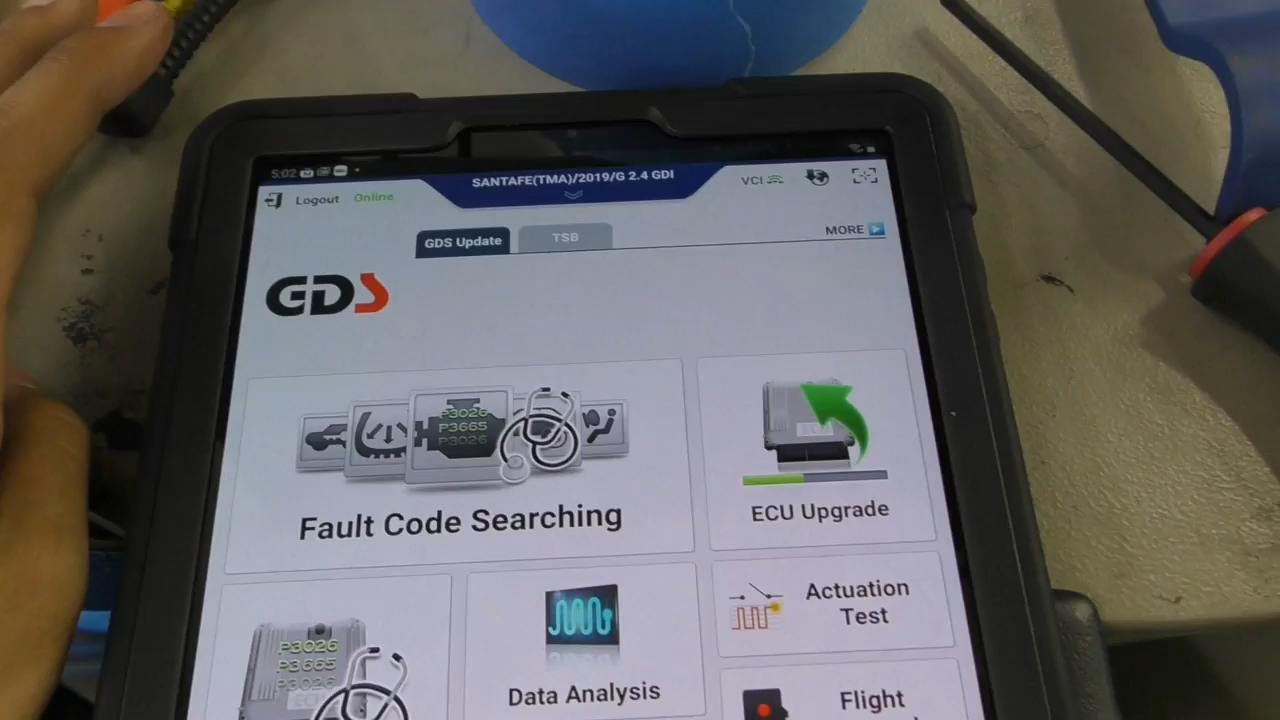 5:02
SANTAFE(TMA)/2019/G 2.4 GDI
Logout Online
VCI
GDS Update
TSB
MORE
GDS
P3026
P3665
P3026
Fault Code Searching
ECU Upgrade
P3026
P3665
P3026
Data Analysis
Actuation
Test
Flight